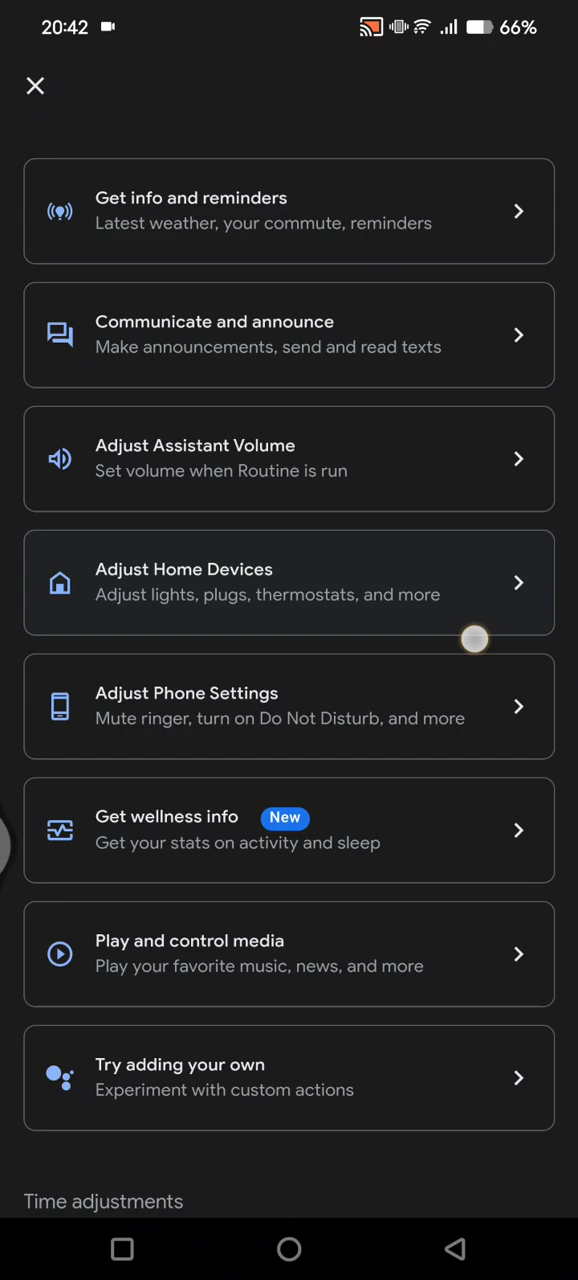 20:42
66%
Get info and reminders
Latest weather, your commute, reminders
Communicate and announce
Make announcements, send and read texts
Adjust Assistant Volume
Set volume when Routine is run
Adjust Home Devices
Adjust lights, plugs, thermostats, and more
Adjust Phone Settings
Mute ringer, turn on Do Not Disturb, and more
Get wellness info New
Get your stats on activity and sleep
Play and control media
Play your favorite music, news, and more
Try adding your own
Experiment with custom actions
Time adjustments